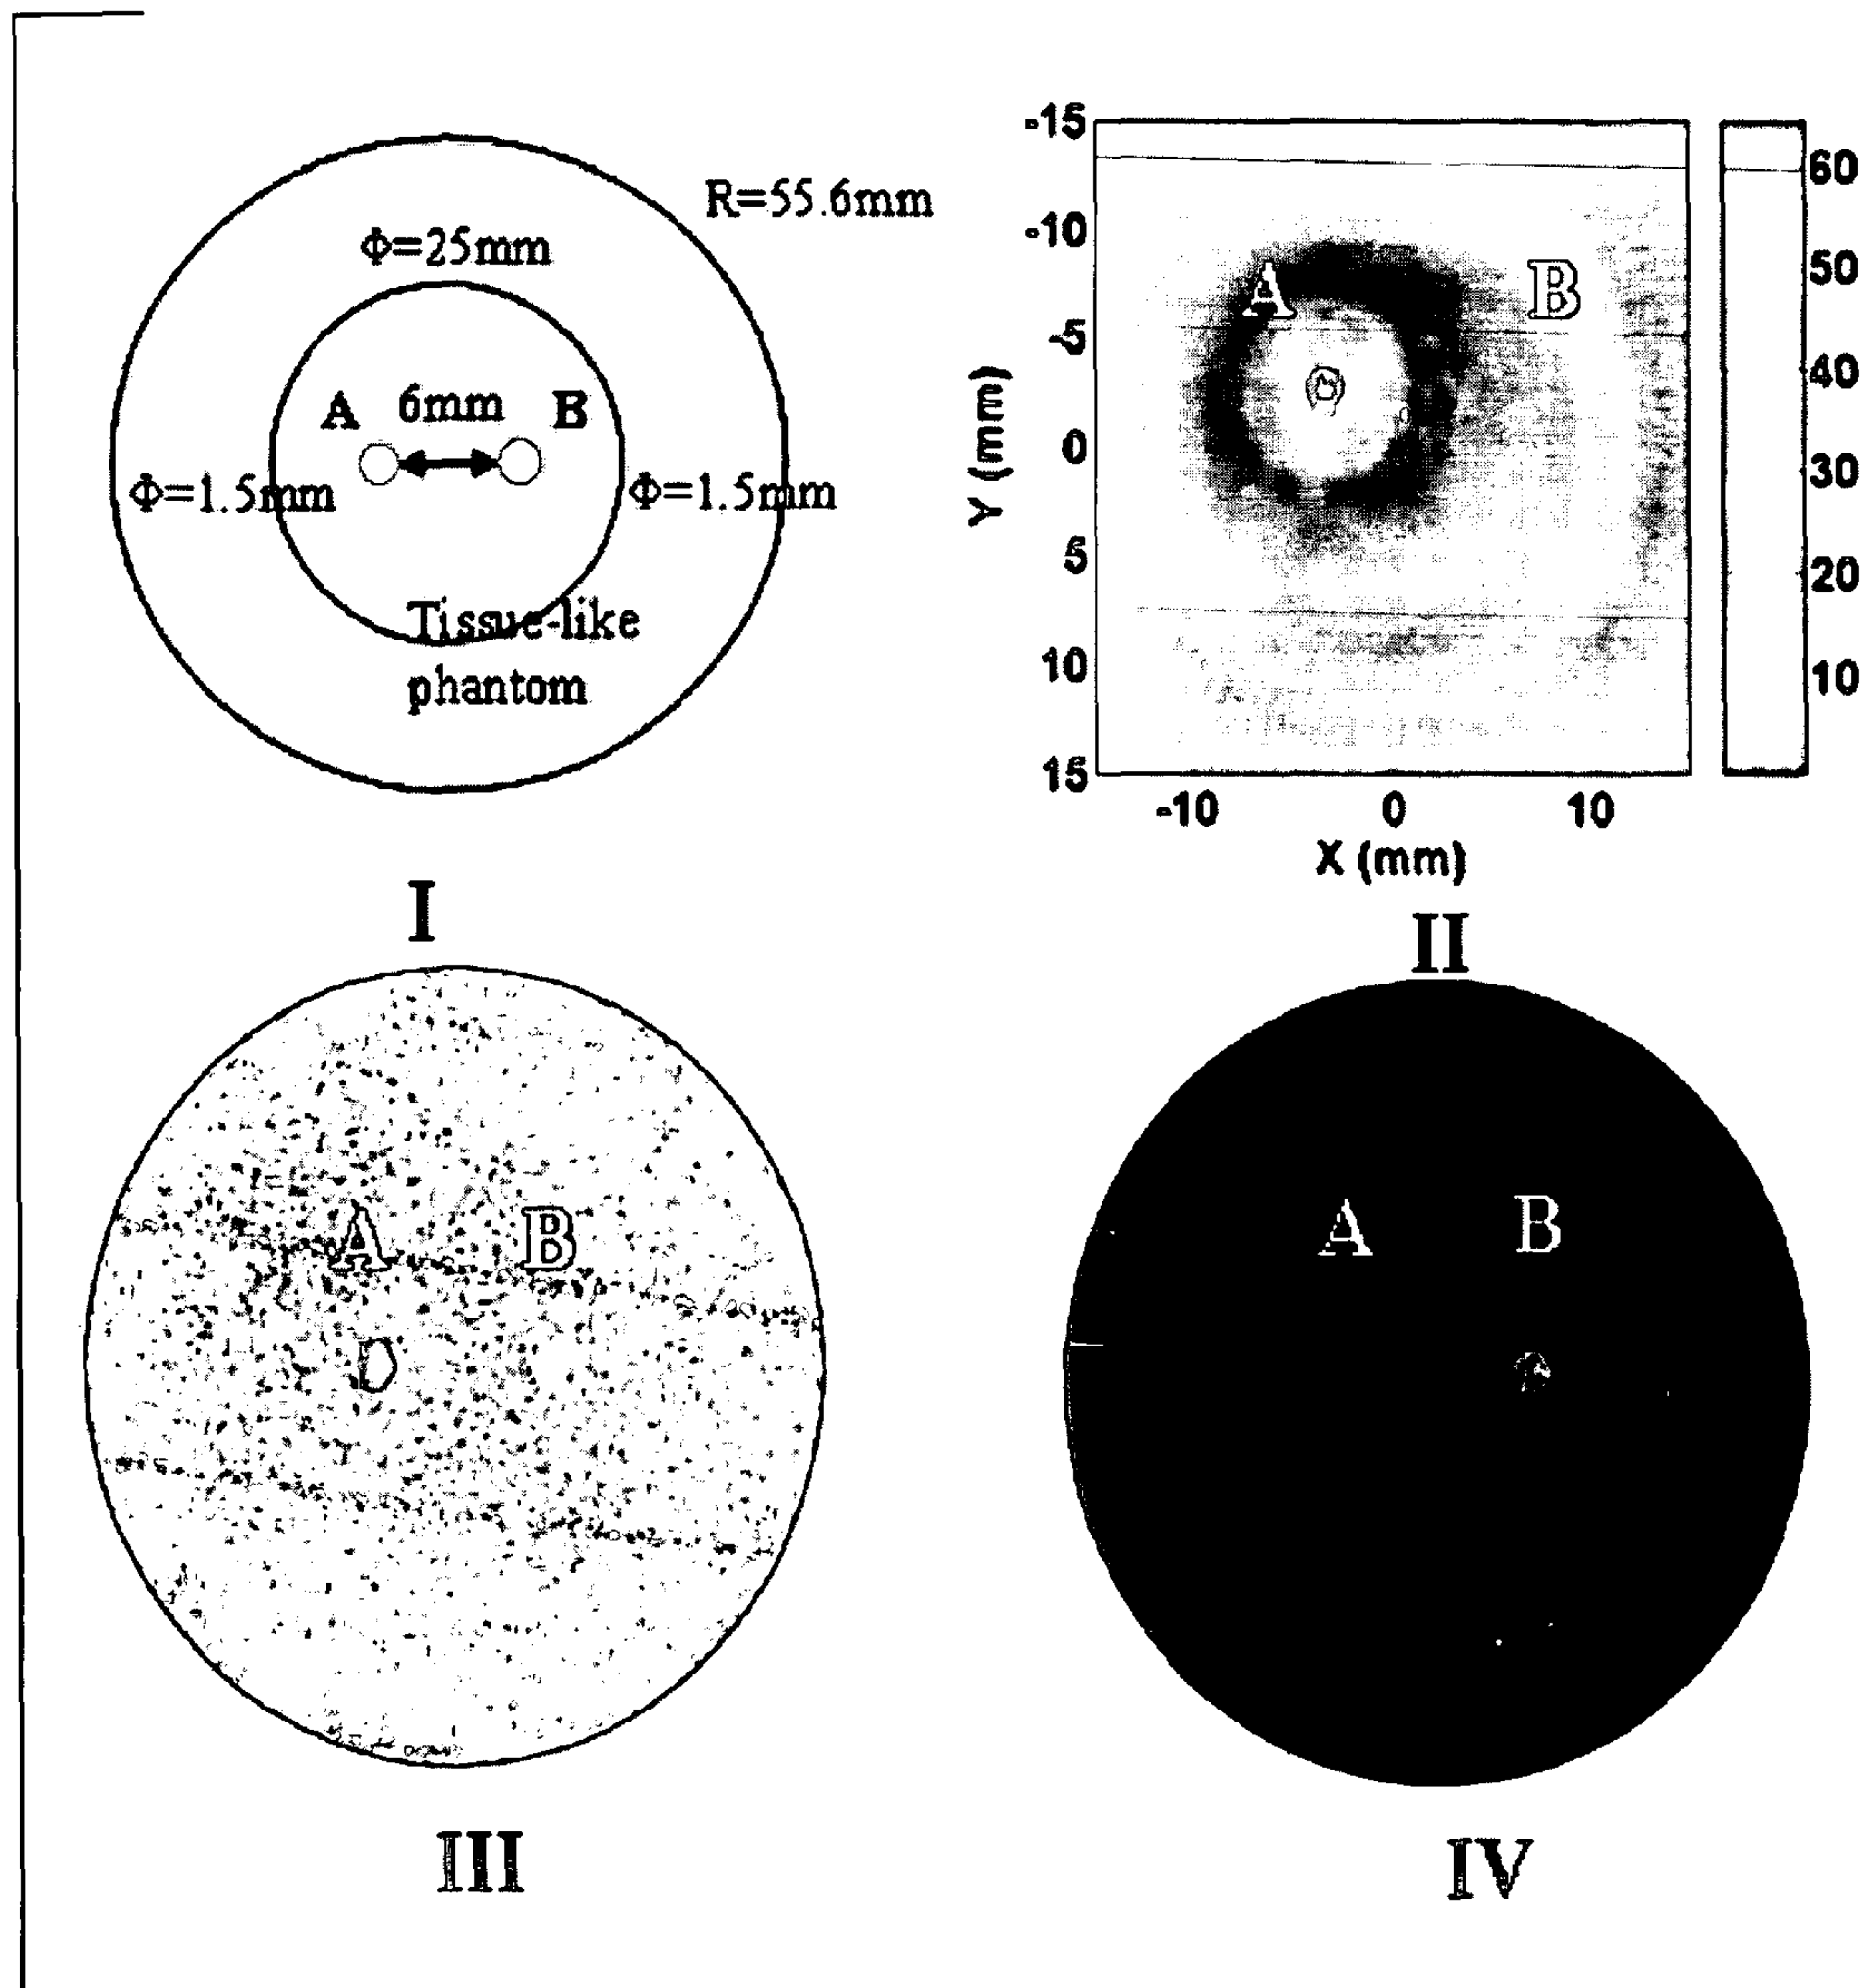 R=55.6mm
Φ=25mm
A 6mm B
Φ=1.5mm Φ=1.5mm
Tissue-like
phantom
I
-15
-10
-5
0
5
10
15
Y (mm)
A B
-10 0 10
X (mm)
60
50
40
30
20
10
II
A B
III
A B
IV